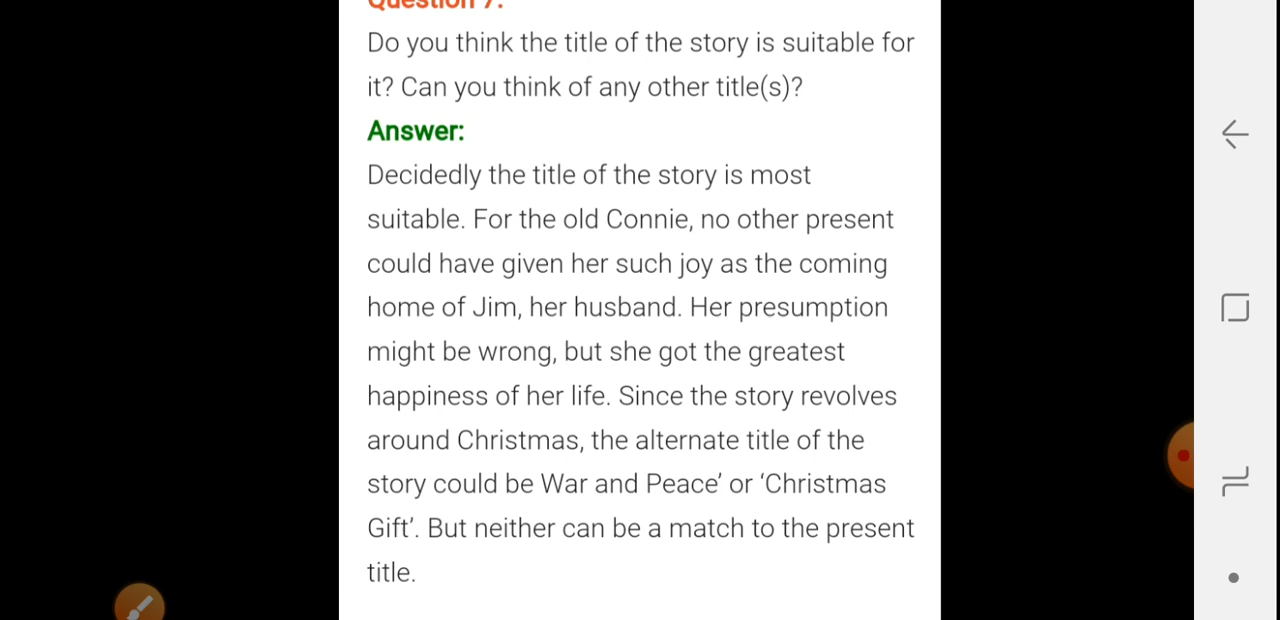 Question 7:
Do you think the title of the story is suitable for
it? Can you think of any other title(s)?
Answer:
Decidedly the title of the story is most
suitable. For the old Connie, no other present
could have given her such joy as the coming
home of Jim, her husband. Her presumption
might be wrong, but she got the greatest
happiness of her life. Since the story revolves
around Christmas, the alternate title of the
story could be War and Peace’ or ‘Christmas
Gift’. But neither can be a match to the present
title.